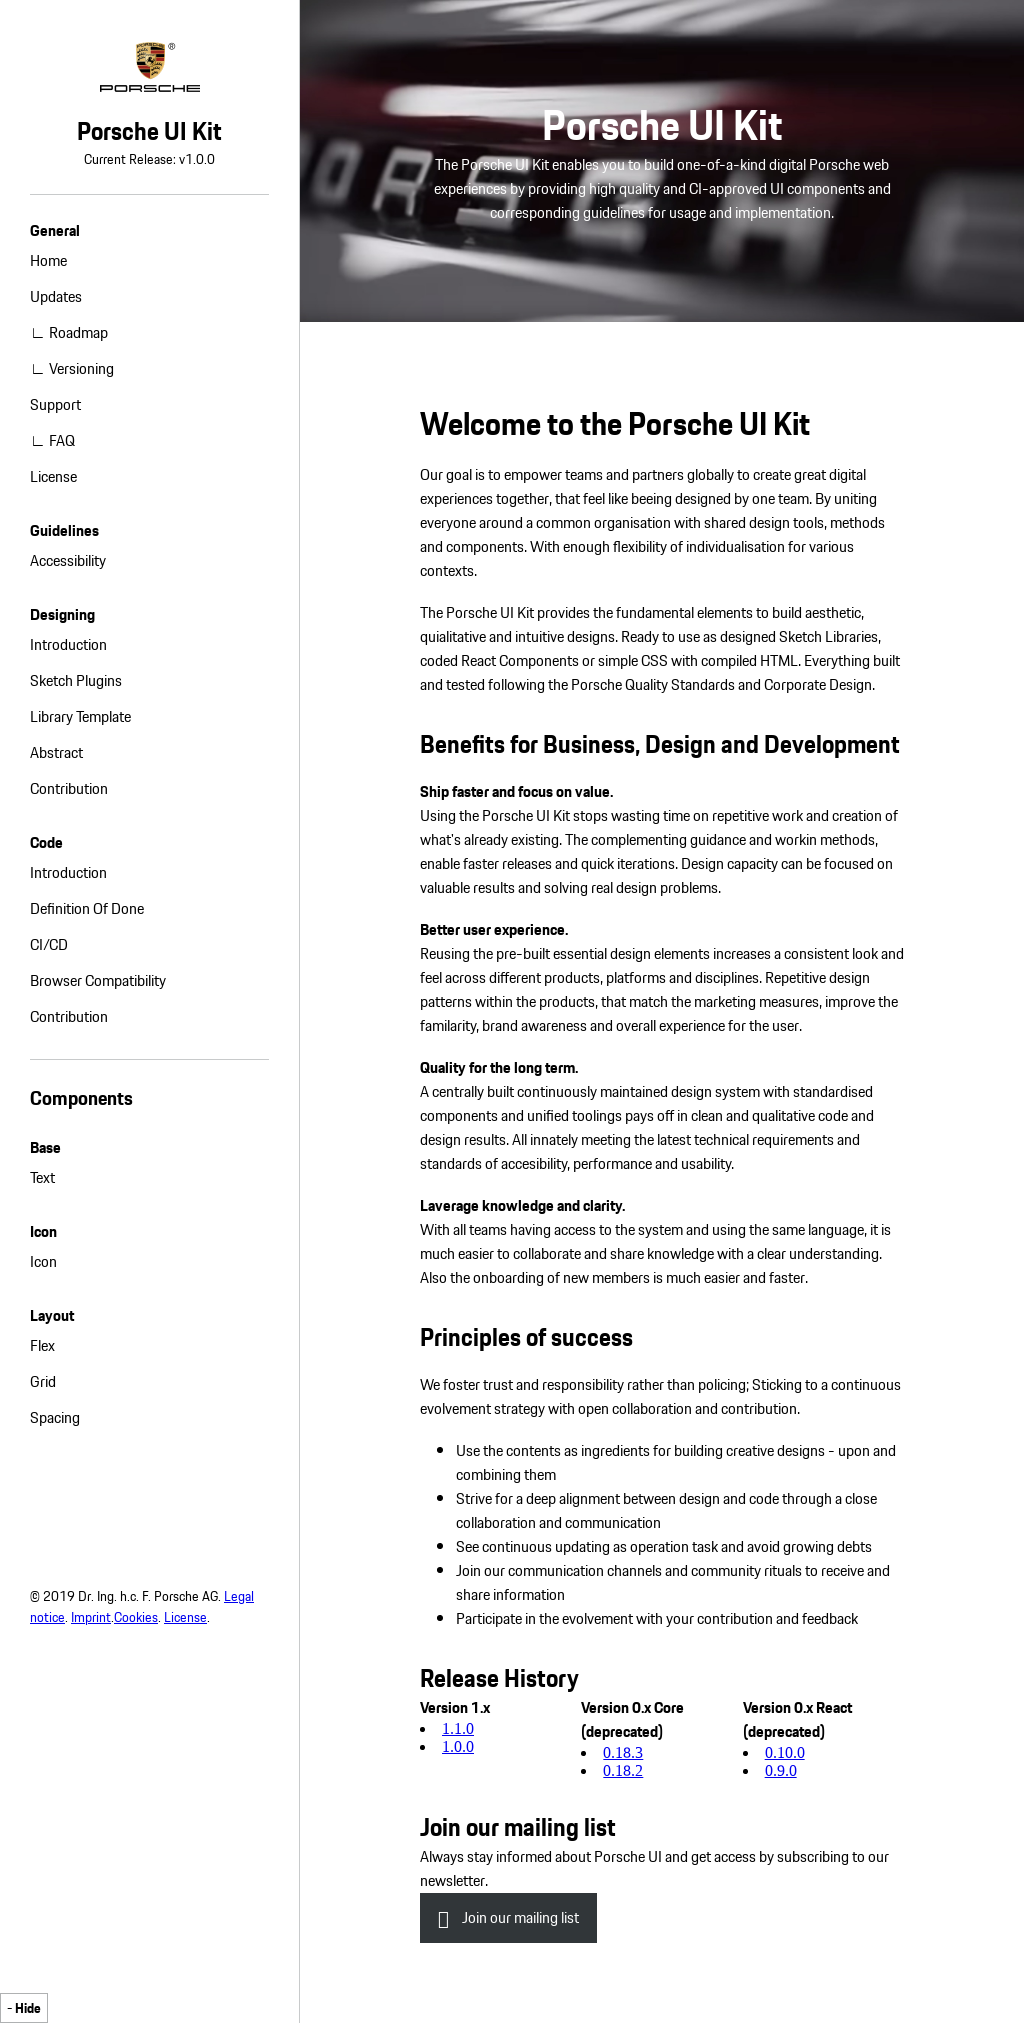 PORSCHE
®
Porsche UI Kit
Current Release: v1.0.0
General
Home
Updates
∟ Roadmap
∟ Versioning
Support
∟ FAQ
License
Guidelines
Accessibility
Designing
Introduction
Sketch Plugins
Library Template
Abstract
Contribution
Code
Introduction
Definition Of Done
CI/CD
Browser Compatibility
Contribution
Components
Base
Text
Icon
Icon
Layout
Flex
Grid
Spacing
© 2019 Dr. Ing. h.c. F. Porsche AG. Legal
notice. Imprint.Cookies. License.
- Hide
Porsche UI Kit
The Porsche UI Kit enables you to build one-of-a-kind digital Porsche web
experiences by providing high quality and CI-approved UI components and
corresponding guidelines for usage and implementation.
PORSCHE
Welcome to the Porsche UI Kit
Our goal is to empower teams and partners globally to create great digital
experiences together, that feel like beeing designed by one team. By uniting
everyone around a common organisation with shared design tools, methods
and components. With enough flexibility of individualisation for various
contexts.
The Porsche UI Kit provides the fundamental elements to build aesthetic,
quialitative and intuitive designs. Ready to use as designed Sketch Libraries,
coded React Components or simple CSS with compiled HTML. Everything built
and tested following the Porsche Quality Standards and Corporate Design.
Benefits for Business, Design and Development
Ship faster and focus on value.
Using the Porsche UI Kit stops wasting time on repetitive work and creation of
what's already existing. The complementing guidance and workin methods,
enable faster releases and quick iterations. Design capacity can be focused on
valuable results and solving real design problems.
Better user experience.
Reusing the pre-built essential design elements increases a consistent look and
feel across different products, platforms and disciplines. Repetitive design
patterns within the products, that match the marketing measures, improve the
familarity, brand awareness and overall experience for the user.
Quality for the long term.
A centrally built continuously maintained design system with standardised
components and unified toolings pays off in clean and qualitative code and
design results. All innately meeting the latest technical requirements and
standards of accesibility, performance and usability.
Laverage knowledge and clarity.
With all teams having access to the system and using the same language, it is
much easier to collaborate and share knowledge with a clear understanding.
Also the onboarding of new members is much easier and faster.
Principles of success
We foster trust and responsibility rather than policing; Sticking to a continuous
evolvement strategy with open collaboration and contribution.
• Use the contents as ingredients for building creative designs - upon and
combining them
• Strive for a deep alignment between design and code through a close
collaboration and communication
• See continuous updating as operation task and avoid growing debts
• Join our communication channels and community rituals to receive and
share information
• Participate in the evolvement with your contribution and feedback
Release History
Version 1.x
• 1.1.0
• 1.0.0
Version 0.x Core
(deprecated)
• 0.18.3
• 0.18.2
Version 0.x React
(deprecated)
• 0.10.0
• 0.9.0
Join our mailing list
Always stay informed about Porsche UI and get access by subscribing to our
newsletter.
Join our mailing list